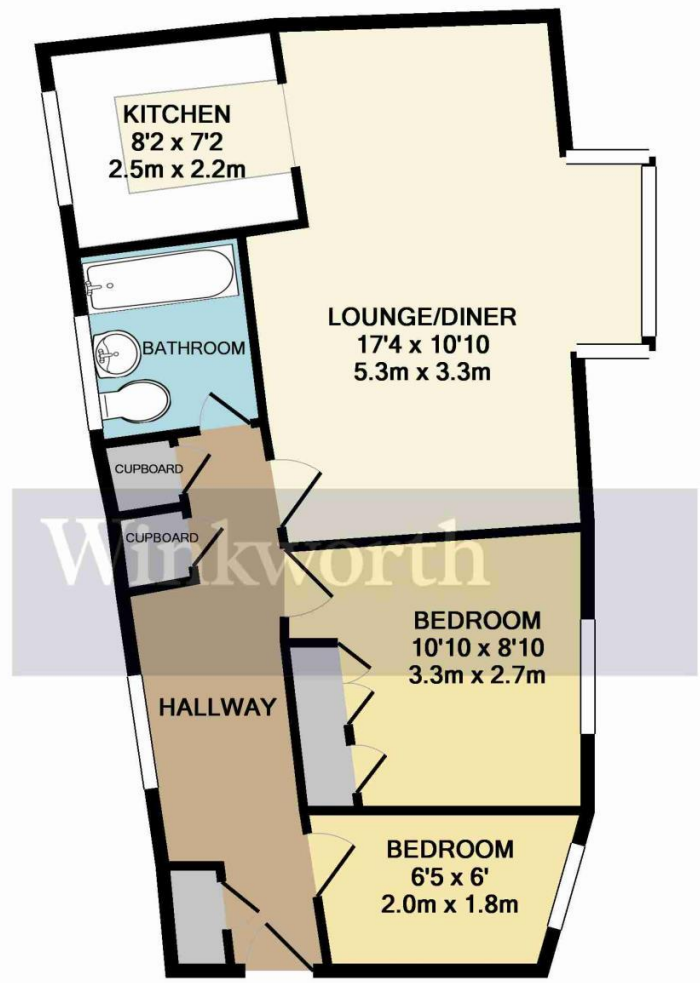 KITCHEN
8'2 x 7'2
2.5m x 2.2m
LOUNGE/DINER
17'4 x 10'10
5.3m x 3.3m
BATHROOM
CUPBOARD
CUPBOARD
Winkworth
BEDROOM
10'10 x 8'10
3.3m x 2.7m
HALLWAY
BEDROOM
6'5 x 6'
2.0m x 1.8m